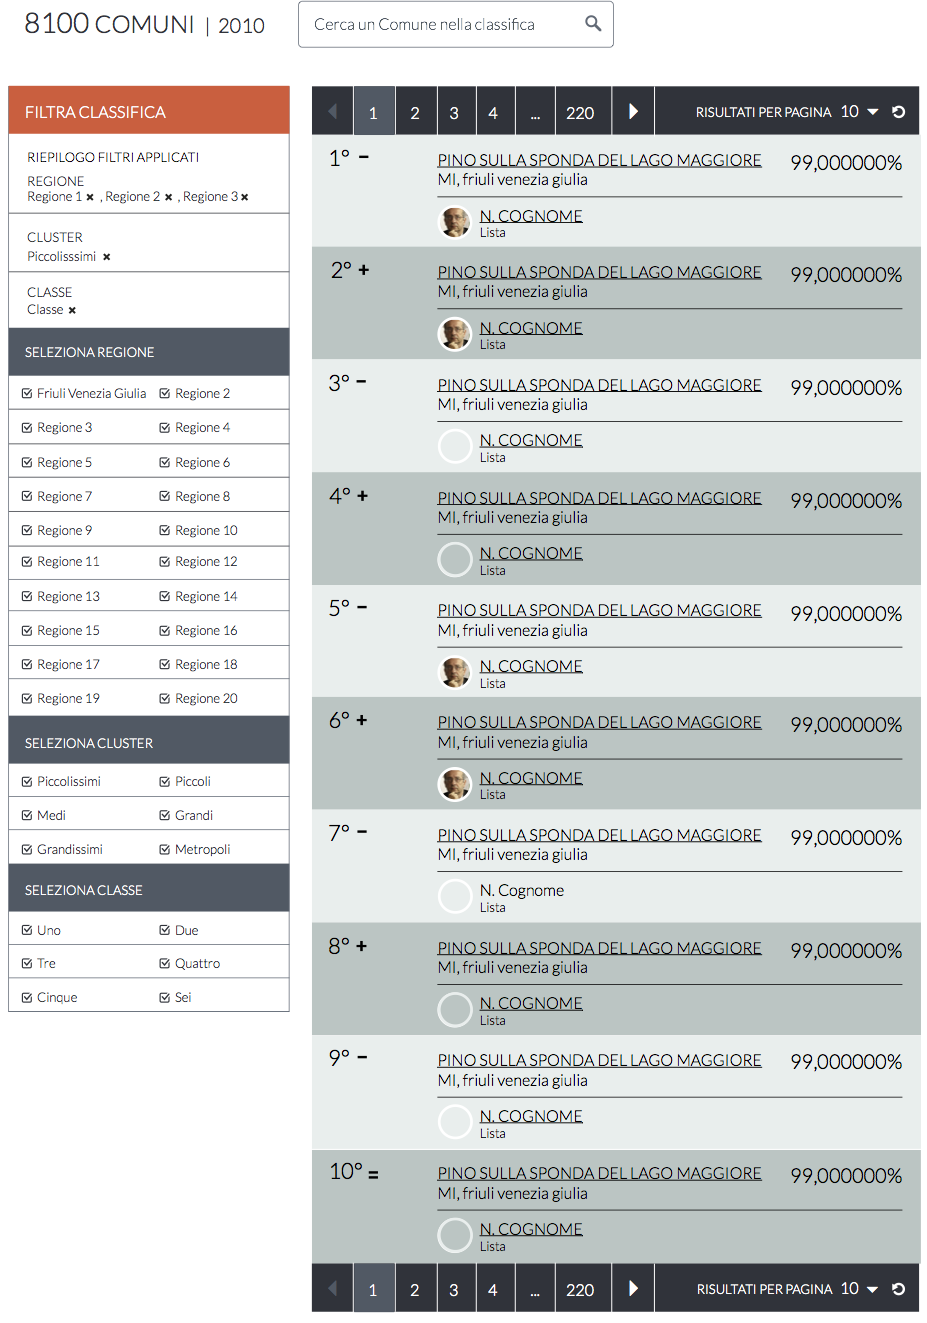 8100 COMUNI | 2010
Cerca un Comune nella classifica
FILTRA CLASSIFICA
RIEPILOGO FILTRI APPLICATI
REGIONE
Regione 1 × , Regione 2 × , Regione 3 ×
CLUSTER
Piccolisssimi ×
CLASSE
Classe ×
SELEZIONA REGIONE
Friuli Venezia Giulia Regione 2
Regione 3 Regione 4
Regione 5 Regione 6
Regione 7 Regione 8
Regione 9 Regione 10
Regione 11 Regione 12
Regione 13 Regione 14
Regione 15 Regione 16
Regione 17 Regione 18
Regione 19 Regione 20
SELEZIONA CLUSTER
Piccolissimi Piccoli
Medi Grandi
Grandissimi Metropoli
SELEZIONA CLASSE
Uno Due
Tre Quattro
Cinque Sei
1 2 3 4 ... 220 RISULTATI PER PAGINA 10
1° - PINO SULLA SPONDA DEL LAGO MAGGIORE 99,000000%
MI, friuli venezia giulia
N. COGNOME
Lista
2° + PINO SULLA SPONDA DEL LAGO MAGGIORE 99,000000%
MI, friuli venezia giulia
N. COGNOME
Lista
3° - PINO SULLA SPONDA DEL LAGO MAGGIORE 99,000000%
MI, friuli venezia giulia
N. COGNOME
Lista
4° + PINO SULLA SPONDA DEL LAGO MAGGIORE 99,000000%
MI, friuli venezia giulia
N. COGNOME
Lista
5° - PINO SULLA SPONDA DEL LAGO MAGGIORE 99,000000%
MI, friuli venezia giulia
N. COGNOME
Lista
6° + PINO SULLA SPONDA DEL LAGO MAGGIORE 99,000000%
MI, friuli venezia giulia
N. COGNOME
Lista
7° - PINO SULLA SPONDA DEL LAGO MAGGIORE 99,000000%
MI, friuli venezia giulia
N. Cognome
Lista
8° + PINO SULLA SPONDA DEL LAGO MAGGIORE 99,000000%
MI, friuli venezia giulia
N. COGNOME
Lista
9° - PINO SULLA SPONDA DEL LAGO MAGGIORE 99,000000%
MI, friuli venezia giulia
N. COGNOME
Lista
10° = PINO SULLA SPONDA DEL LAGO MAGGIORE 99,000000%
MI, friuli venezia giulia
N. COGNOME
Lista
1 2 3 4 ... 220 RISULTATI PER PAGINA 10